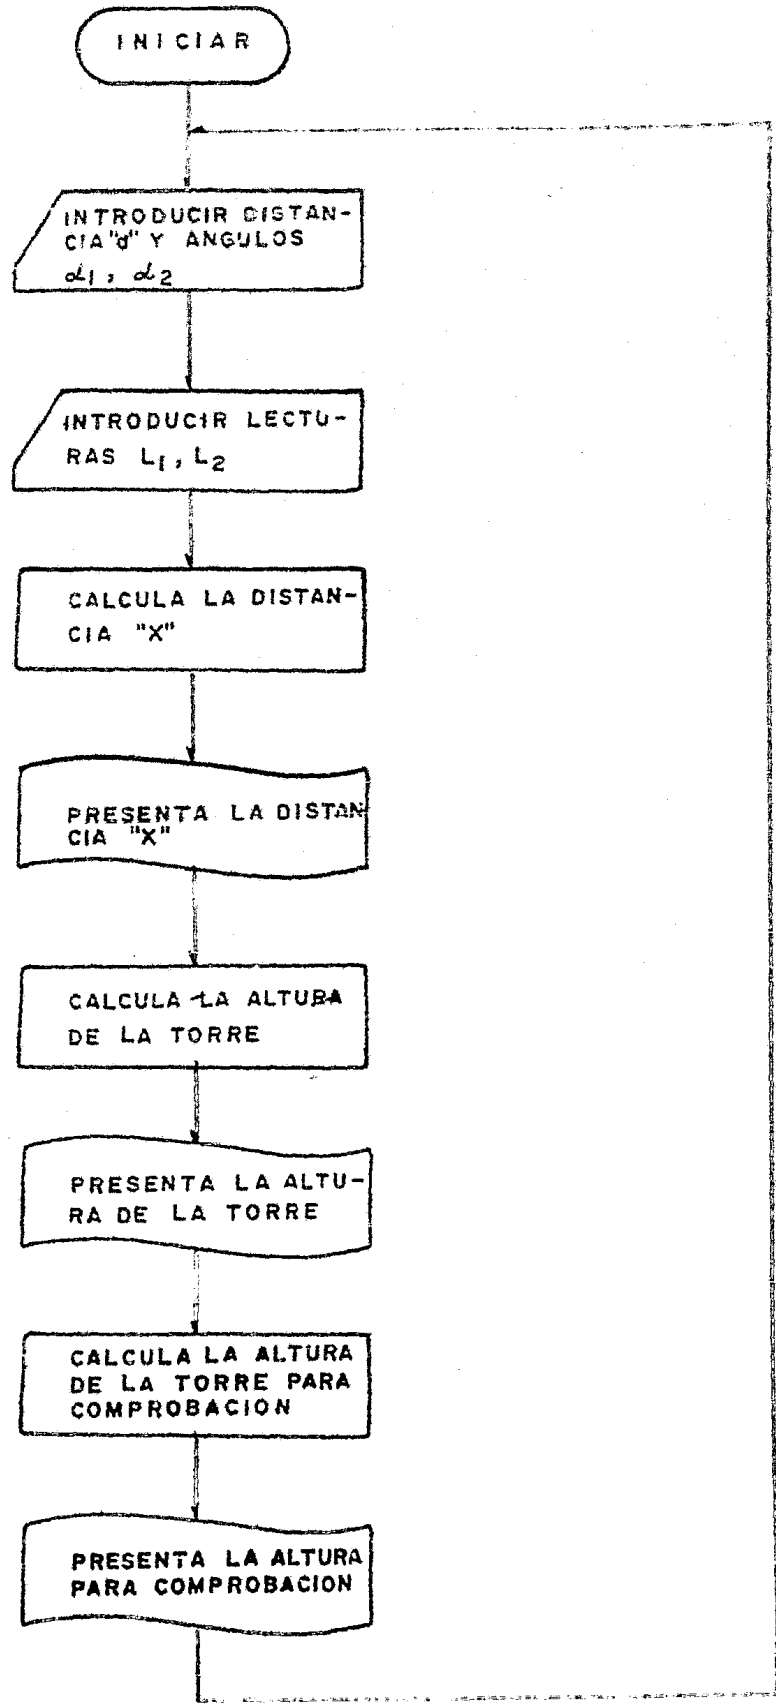 INICIAR
INTRODUCIR DISTAN-
CIA "d" Y ANGULOS
α1, α2
INTRODUCIR LECTU-
RAS L1, L2
CALCULA LA DISTAN-
CIA "X"
PRESENTA LA DISTAN
CIA "X"
CALCULA LA ALTURA
DE LA TORRE
PRESENTA LA ALTU-
RA DE LA TORRE
CALCULA LA ALTURA
DE LA TORRE PARA
COMPROBACION
PRESENTA LA ALTURA
PARA COMPROBACION